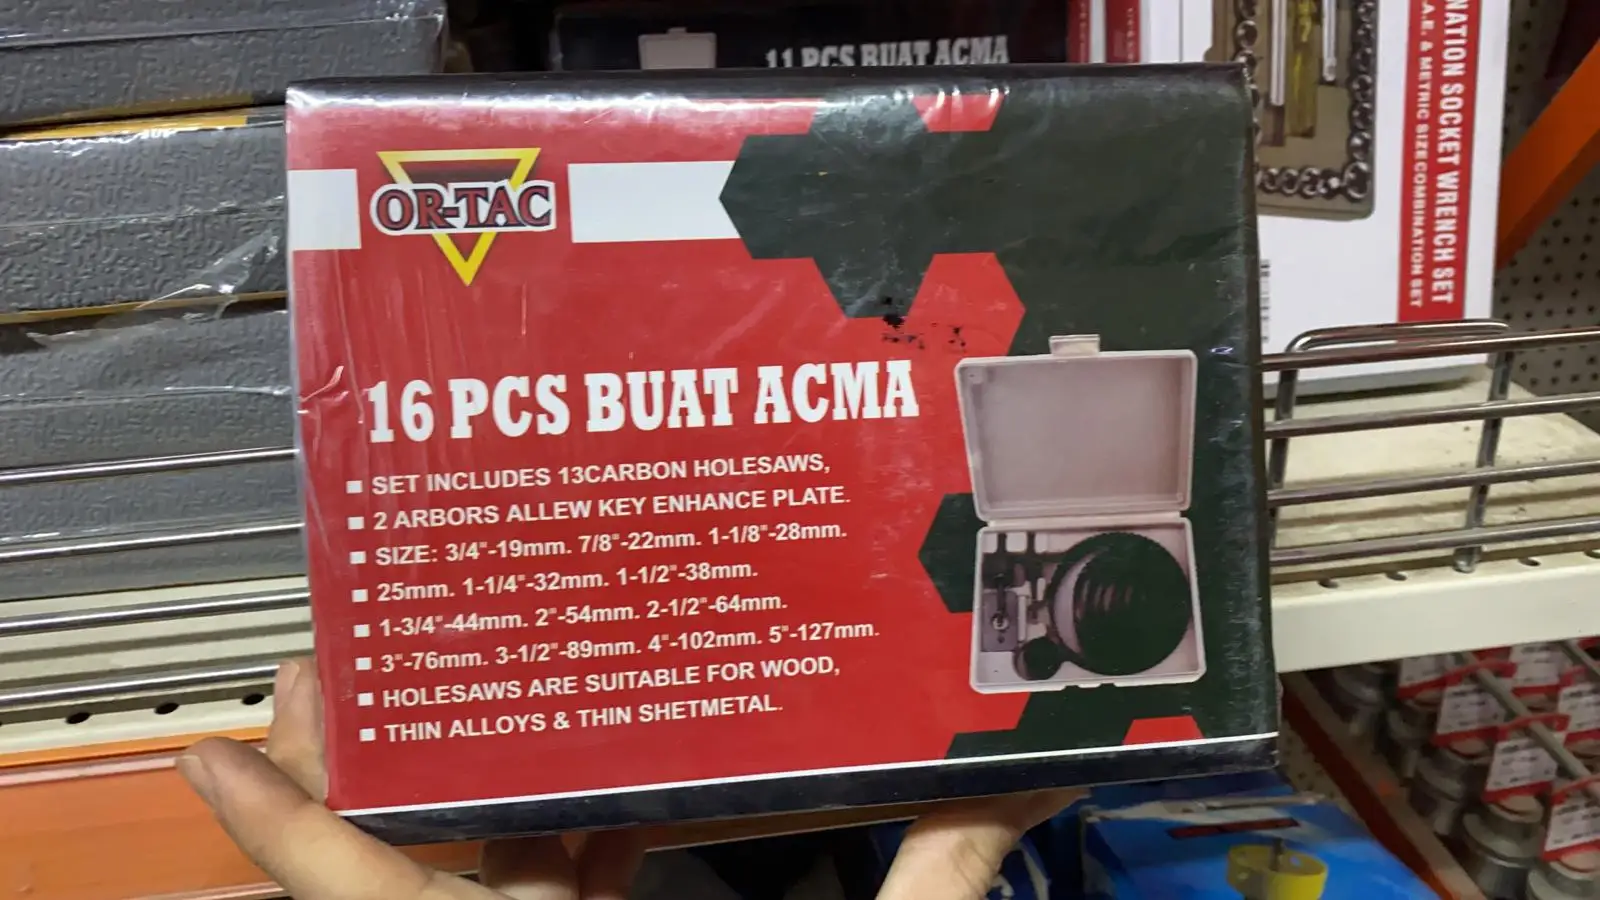 11 PCS BUAT ACMA
NATION SOCKET WRENCH SET
.A.E. & METRIC SIZE COMBINATION SET
OR-TAC
16 PCS BUAT ACMA
SET INCLUDES 13CARBON HOLESAWS,
2 ARBORS ALLEW KEY ENHANCE PLATE.
SIZE: 3/4"-19mm. 7/8"-22mm. 1-1/8"-28mm.
25mm. 1-1/4"-32mm. 1-1/2"-38mm.
1-3/4"-44mm. 2"-54mm. 2-1/2"-64mm.
3"-76mm. 3-1/2"-89mm. 4"-102mm. 5"-127mm.
HOLESAWS ARE SUITABLE FOR WOOD,
THIN ALLOYS & THIN SHETMETAL.